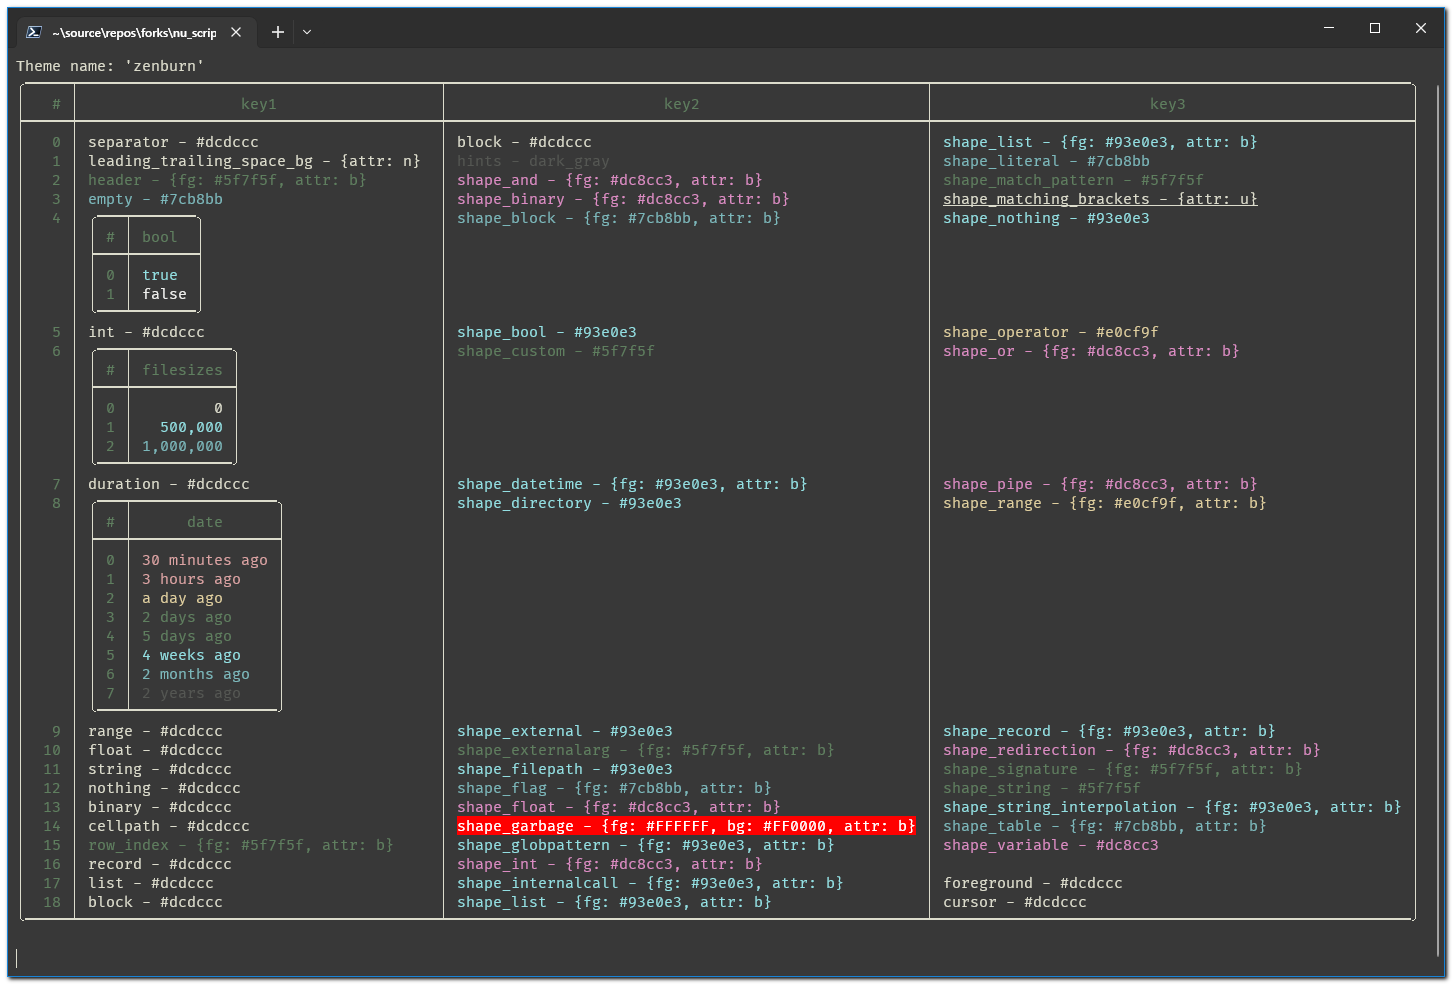 ~\source\repos\forks\nu_scrip
Theme name: 'zenburn'
# key1 key2 key3
0 separator - #dcdccc block - #dcdccc shape_list - {fg: #93e0e3, attr: b}
1 leading_trailing_space_bg - {attr: n} hints - dark_gray shape_literal - #7cb8bb
2 header - {fg: #5f7f5f, attr: b} shape_and - {fg: #dc8cc3, attr: b} shape_match_pattern - #5f7f5f
3 empty - #7cb8bb shape_binary - {fg: #dc8cc3, attr: b} shape_matching_brackets - {attr: u}
4 shape_block - {fg: #7cb8bb, attr: b} shape_nothing - #93e0e3
# bool
0 true
1 false
5 int - #dcdccc shape_bool - #93e0e3 shape_operator - #e0cf9f
6 shape_custom - #5f7f5f shape_or - {fg: #dc8cc3, attr: b}
# filesizes
0 0
1 500,000
2 1,000,000
7 duration - #dcdccc shape_datetime - {fg: #93e0e3, attr: b} shape_pipe - {fg: #dc8cc3, attr: b}
8 shape_directory - #93e0e3 shape_range - {fg: #e0cf9f, attr: b}
# date
0 30 minutes ago
1 3 hours ago
2 a day ago
3 2 days ago
4 5 days ago
5 4 weeks ago
6 2 months ago
7 2 years ago
9 range - #dcdccc shape_external - #93e0e3 shape_record - {fg: #93e0e3, attr: b}
10 float - #dcdccc shape_externalarg - {fg: #5f7f5f, attr: b} shape_redirection - {fg: #dc8cc3, attr: b}
11 string - #dcdccc shape_filepath - #93e0e3 shape_signature - {fg: #5f7f5f, attr: b}
12 nothing - #dcdccc shape_flag - {fg: #7cb8bb, attr: b} shape_string - #5f7f5f
13 binary - #dcdccc shape_float - {fg: #dc8cc3, attr: b} shape_string_interpolation - {fg: #93e0e3, attr: b}
14 cellpath - #dcdccc shape_garbage - {fg: #FFFFFF, bg: #FF0000, attr: b} shape_table - {fg: #7cb8bb, attr: b}
15 row_index - {fg: #5f7f5f, attr: b} shape_globpattern - {fg: #93e0e3, attr: b} shape_variable - #dc8cc3
16 record - #dcdccc shape_int - {fg: #dc8cc3, attr: b}
17 list - #dcdccc shape_internalcall - {fg: #93e0e3, attr: b} foreground - #dcdccc
18 block - #dcdccc shape_list - {fg: #93e0e3, attr: b} cursor - #dcdccc